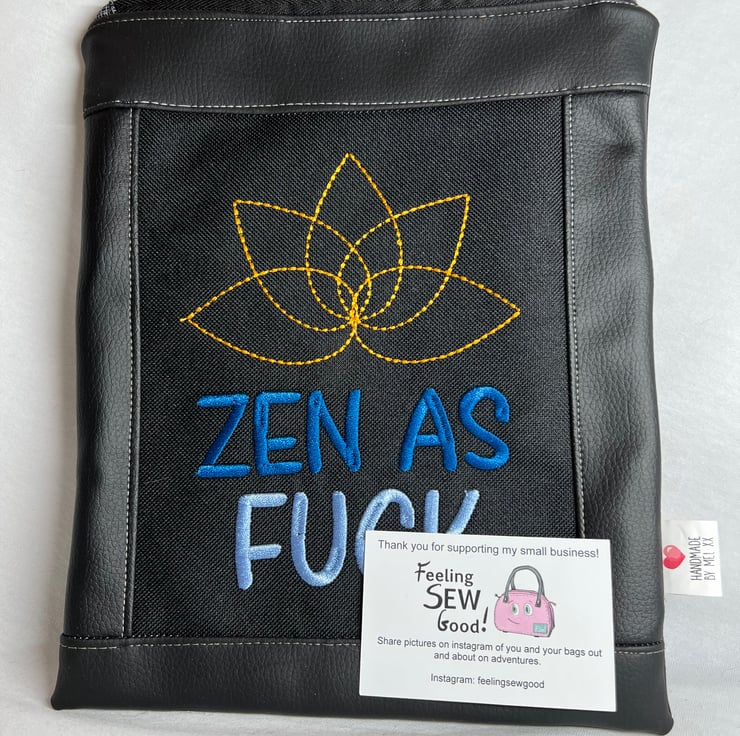 ZEN AS
FUCK
Thank you for supporting my small business!
Feeling
SEW
Good!
Share pictures on instagram of you and your bags out
and about on adventures.
Instagram: feelingsewgood
HANDMADE
BY ME! XX